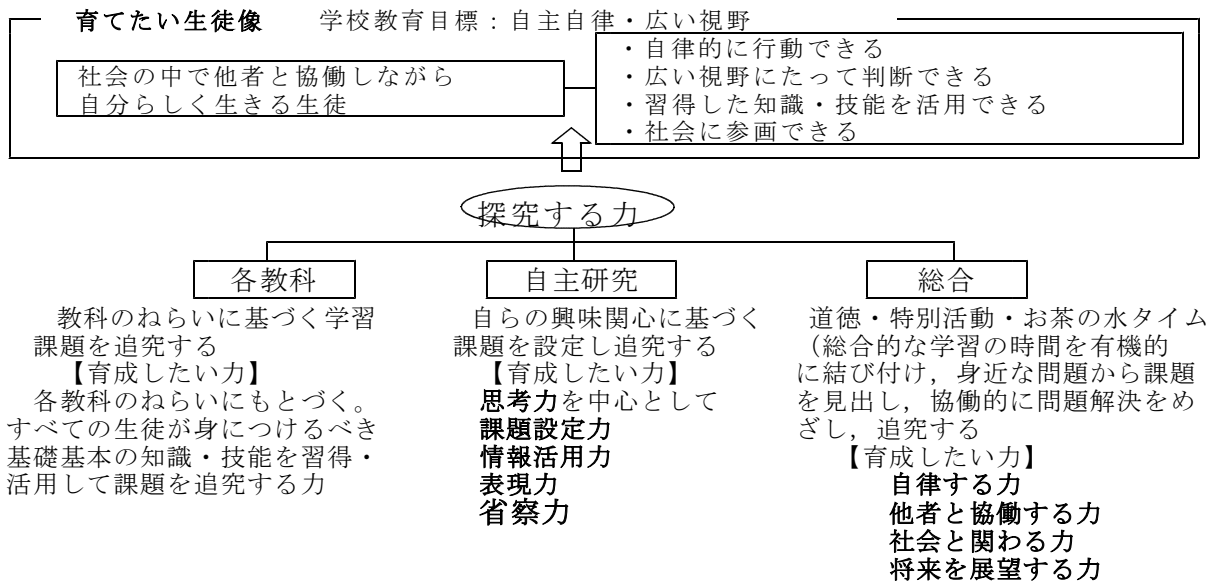 育てたい生徒像　学校教育目標：自主自律・広い視野
社会の中で他者と協働しながら
自分らしく生きる生徒
・自律的に行動できる
・広い視野にたって判断できる
・習得した知識・技能を活用できる
・社会に参画できる
探究する力
各教科
教科のねらいに基づく学習
課題を追究する
【育成したい力】
各教科のねらいにもとづく。
すべての生徒が身につけるべき
基礎基本の知識・技能を習得・
活用して課題を追究する力
自主研究
自らの興味関心に基づく
課題を設定し追究する
【育成したい力】
思考力を中心として
課題設定力
情報活用力
表現力
省察力
総合
道徳・特別活動・お茶の水タイム
（総合的な学習の時間を有機的
に結び付け，身近な問題から課題
を見出し，協働的に問題解決をめ
ざし，追究する
【育成したい力】
自律する力
他者と協働する力
社会と関わる力
将来を展望する力